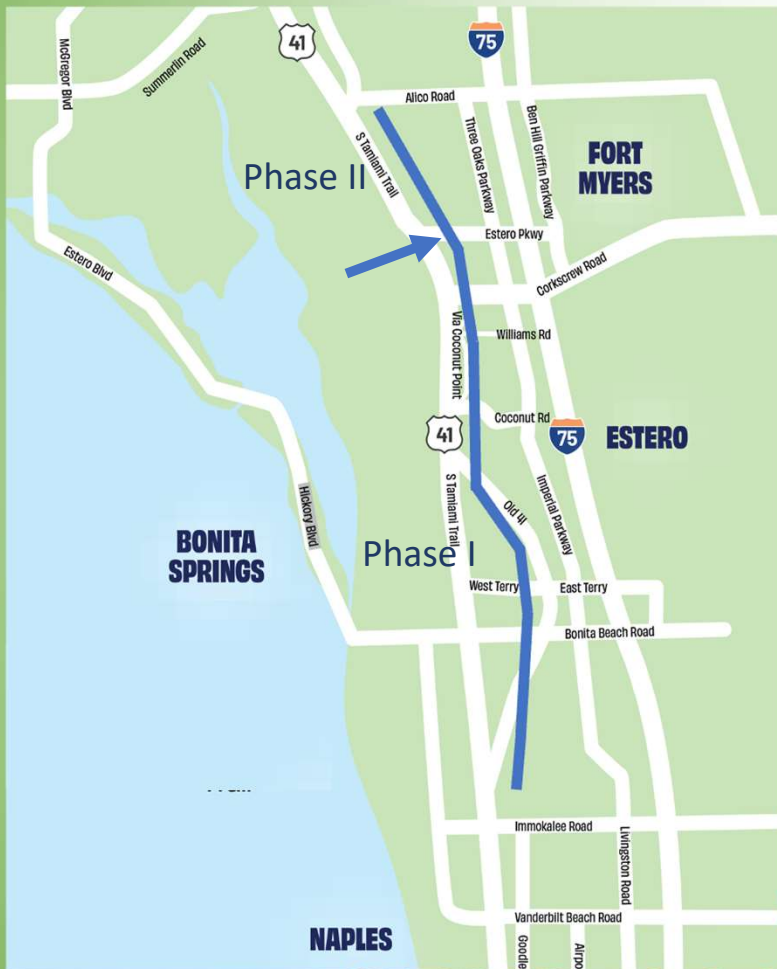 McGregor Blvd
Summerlin Road
41
75
Alico Road
Ben Hill Griffin Parkway
Three Oaks Parkway
S Tamiami Trail
FORT
MYERS
Phase II
Estero Pkwy
Estero Blvd
Corkscrew Road
Via Coconut Point
Williams Rd
Coconut Rd
41
75
ESTERO
S Tamiami Trail
Old 41
Imperial Parkway
Hickory Blvd
BONITA
SPRINGS
Phase I
West Terry
East Terry
Bonita Beach Road
Immokalee Road
Livingston Road
Vanderbilt Beach Road
NAPLES
Goodle
Airpo